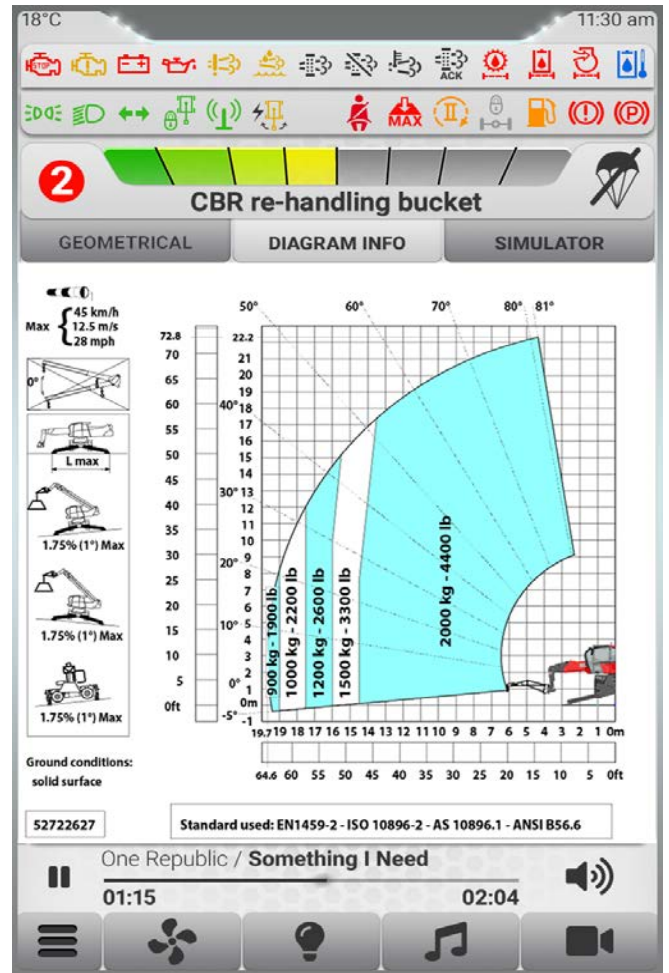 18°C 11:30 am
STOP
ACK
MAX II P
2
CBR re-handling bucket
GEOMETRICAL DIAGRAM INFO SIMULATOR
Max 45 km/h
12.5 m/s
28 mph
0°
L max
1.75% (1°) Max
1.75% (1°) Max
1.75% (1°) Max
Ground conditions:
solid surface
50° 60° 70° 80° 81°
40°
30°
20°
10°
0°
-5°
72.8
70
65
60
55
50
45
40
35
30
25
20
15
10
5
0ft
22.2
21
20
19
18
17
16
15
14
13
12
11
10
9
8
7
6
5
4
3
2
1
0m
-1
900 kg - 1900 lb
1000 kg - 2200 lb
1200 kg - 2600 lb
1500 kg - 3300 lb
2000 kg - 4400 lb
19.7 19 18 17 16 15 14 13 12 11 10 9 8 7 6 5 4 3 2 1 0m
64.6 60 55 50 45 40 35 30 25 20 15 10 5 0ft
52722627
Standard used: EN1459-2 - ISO 10896-2 - AS 10896.1 - ANSI B56.6
One Republic / Something I Need
01:15 02:04